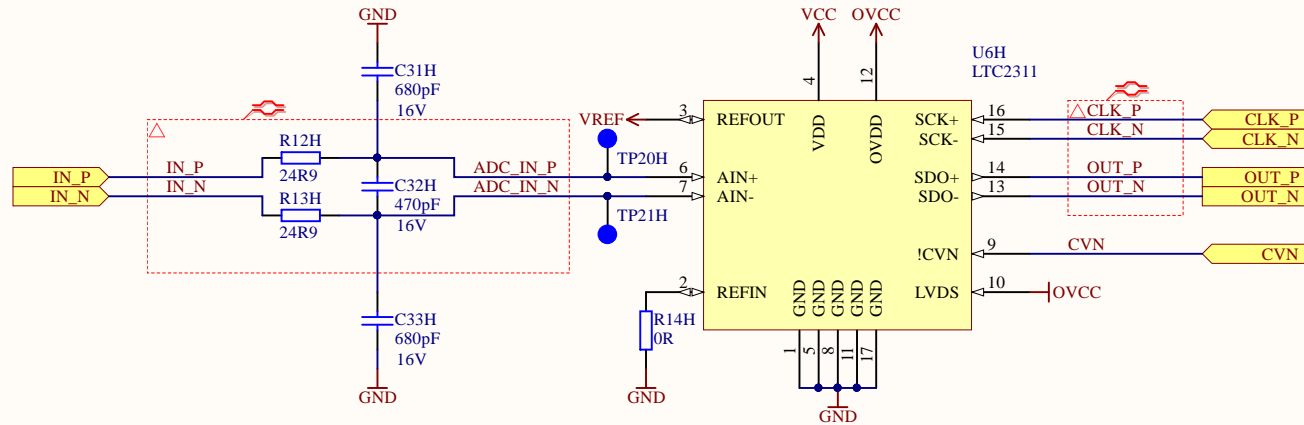 GND
VCC
OVCC
U6H
LTC2311
C31H
680pF
16V
4
12
VREF
3
REFOUT
VDD
OVDD
SCK+
16
CLK_P
CLK_P
SCK-
15
CLK_N
CLK_N
R12H
24R9
TP20H
IN_P
IN_P
ADC_IN_P
6
AIN+
SDO+
14
OUT_P
OUT_P
IN_N
IN_N
C32H
470pF
16V
ADC_IN_N
7
AIN-
SDO-
13
OUT_N
OUT_N
R13H
24R9
TP21H
!CVN
9
CVN
CVN
2
REFIN
GND
GND
GND
GND
GND
LVDS
10
OVCC
C33H
680pF
16V
R14H
0R
1
5
8
11
17
GND
GND
GND